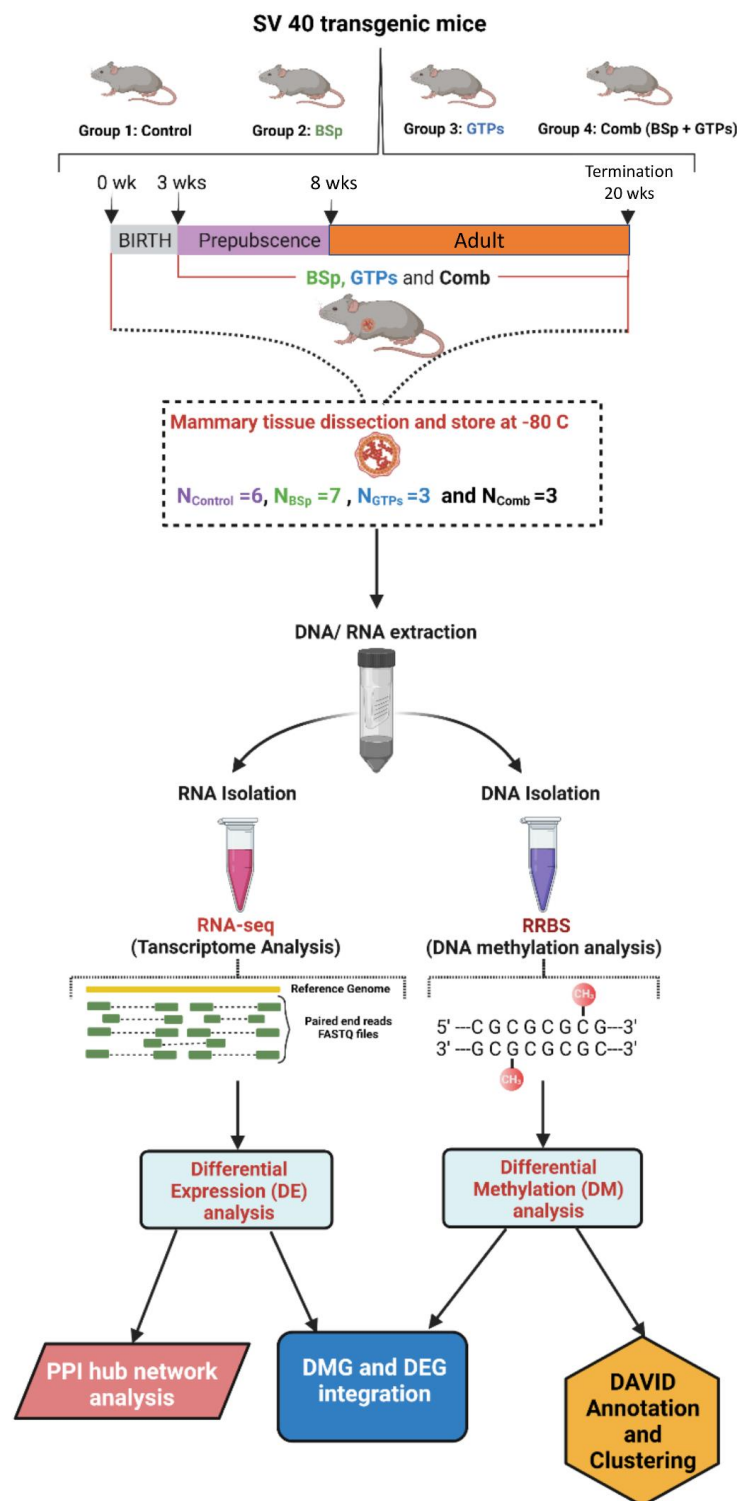 SV 40 transgenic mice
Group 1: Control
Group 2: BSp
Group 3: GTPs
Group 4: Comb (BSp + GTPs)
0 wk
3 wks
8 wks
Termination
20 wks
BIRTH
Prepubscence
Adult
BSp, GTPs and Comb
Mammary tissue dissection and store at -80 C
NControl =6, NBSp =7 , NGTPs =3 and NComb =3
DNA/ RNA extraction
RNA Isolation
DNA Isolation
RNA-seq
(Tanscriptome Analysis)
RRBS
(DNA methylation analysis)
Reference Genome
Paired end reads
FASTQ files
CH3
5' ---CGCGCGCG---3'
3' ---GCGCGCGC---3'
CH3
Differential
Expression (DE)
analysis
Differential
Methylation (DM)
analysis
PPI hub network
analysis
DMG and DEG
integration
DAVID
Annotation
and
Clustering